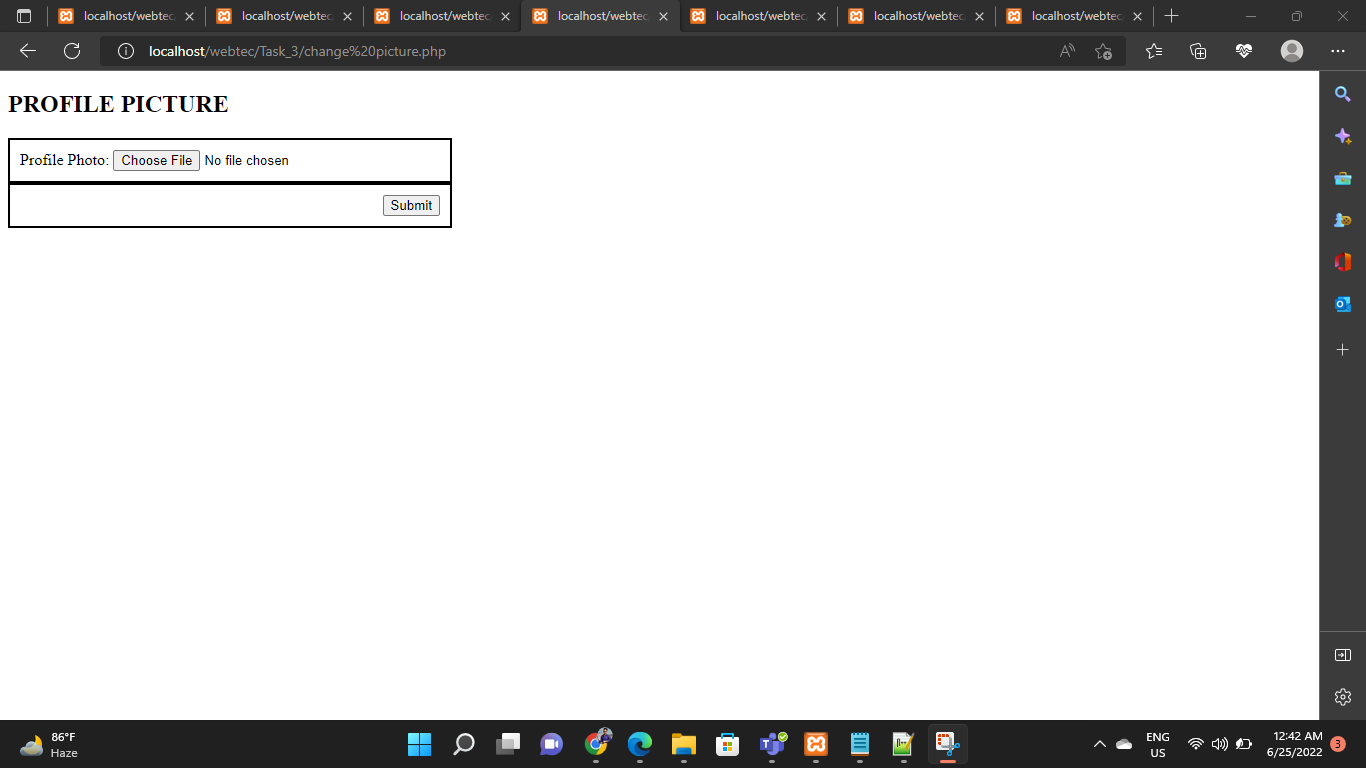 localhost/webtec localhost/webtec localhost/webtec localhost/webtec localhost/webtec localhost/webtec localhost/webtec
localhost/webtec/Task_3/change%20picture.php
PROFILE PICTURE
Profile Photo: Choose File No file chosen
Submit
86°F
Haze
ENG
US
12:42 AM
6/25/2022
3